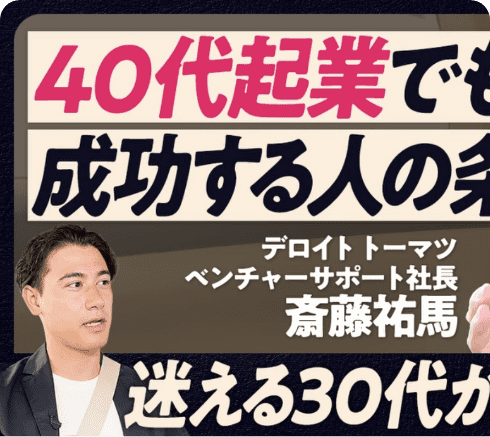 40代起業でも
成功する人の条
デロイト トーマツ
ベンチャーサポート社長
斎藤祐馬
迷える30代が